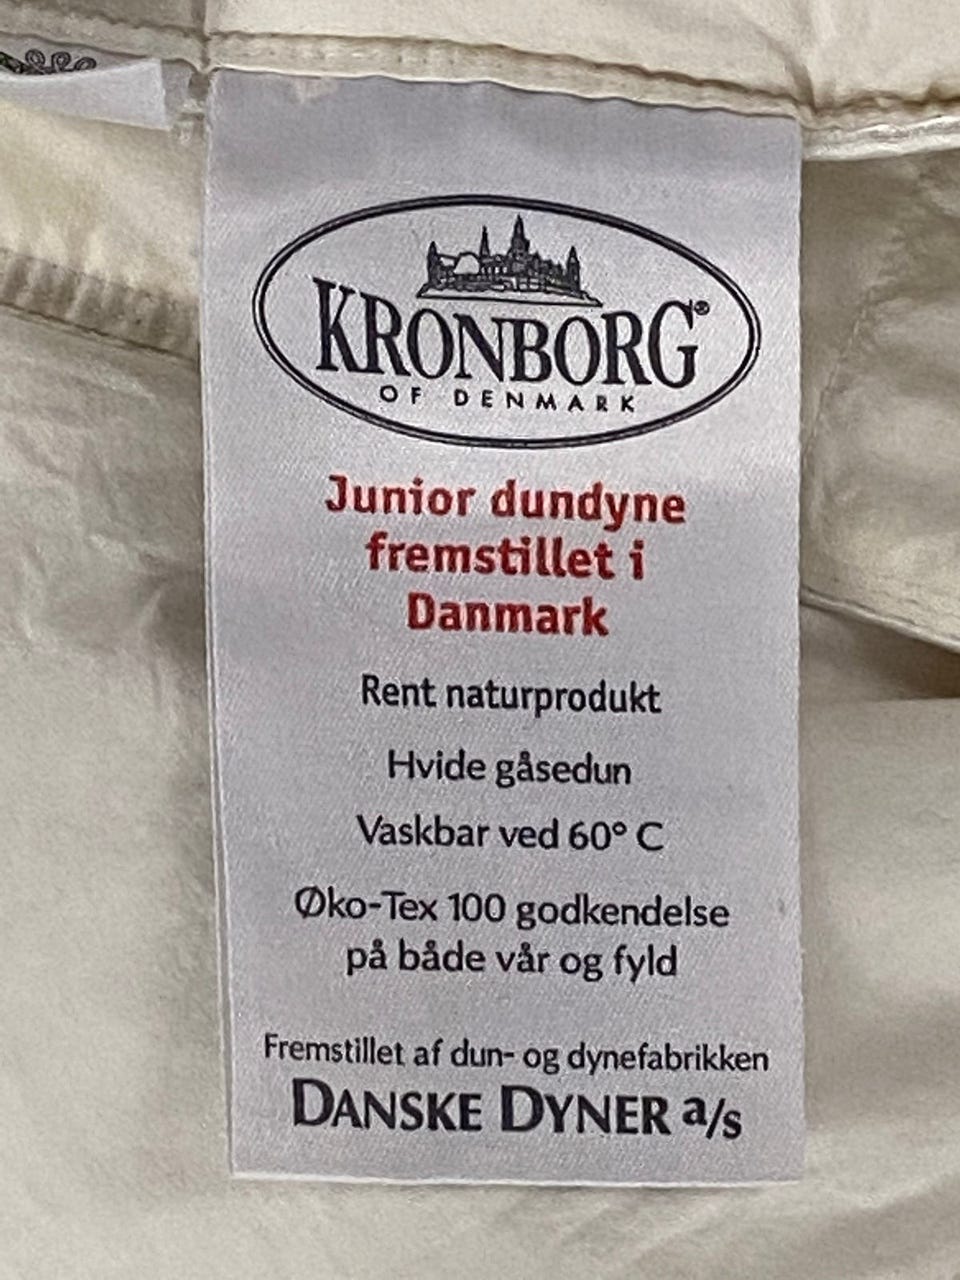 KRONBORG®
OF DENMARK
Junior dundyne
fremstillet i
Danmark
Rent naturprodukt
Hvide gåsedun
Vaskbar ved 60° C
Øko-Tex 100 godkendelse
på både vår og fyld
Fremstillet af dun- og dynefabrikken
DANSKE DYNER a/s